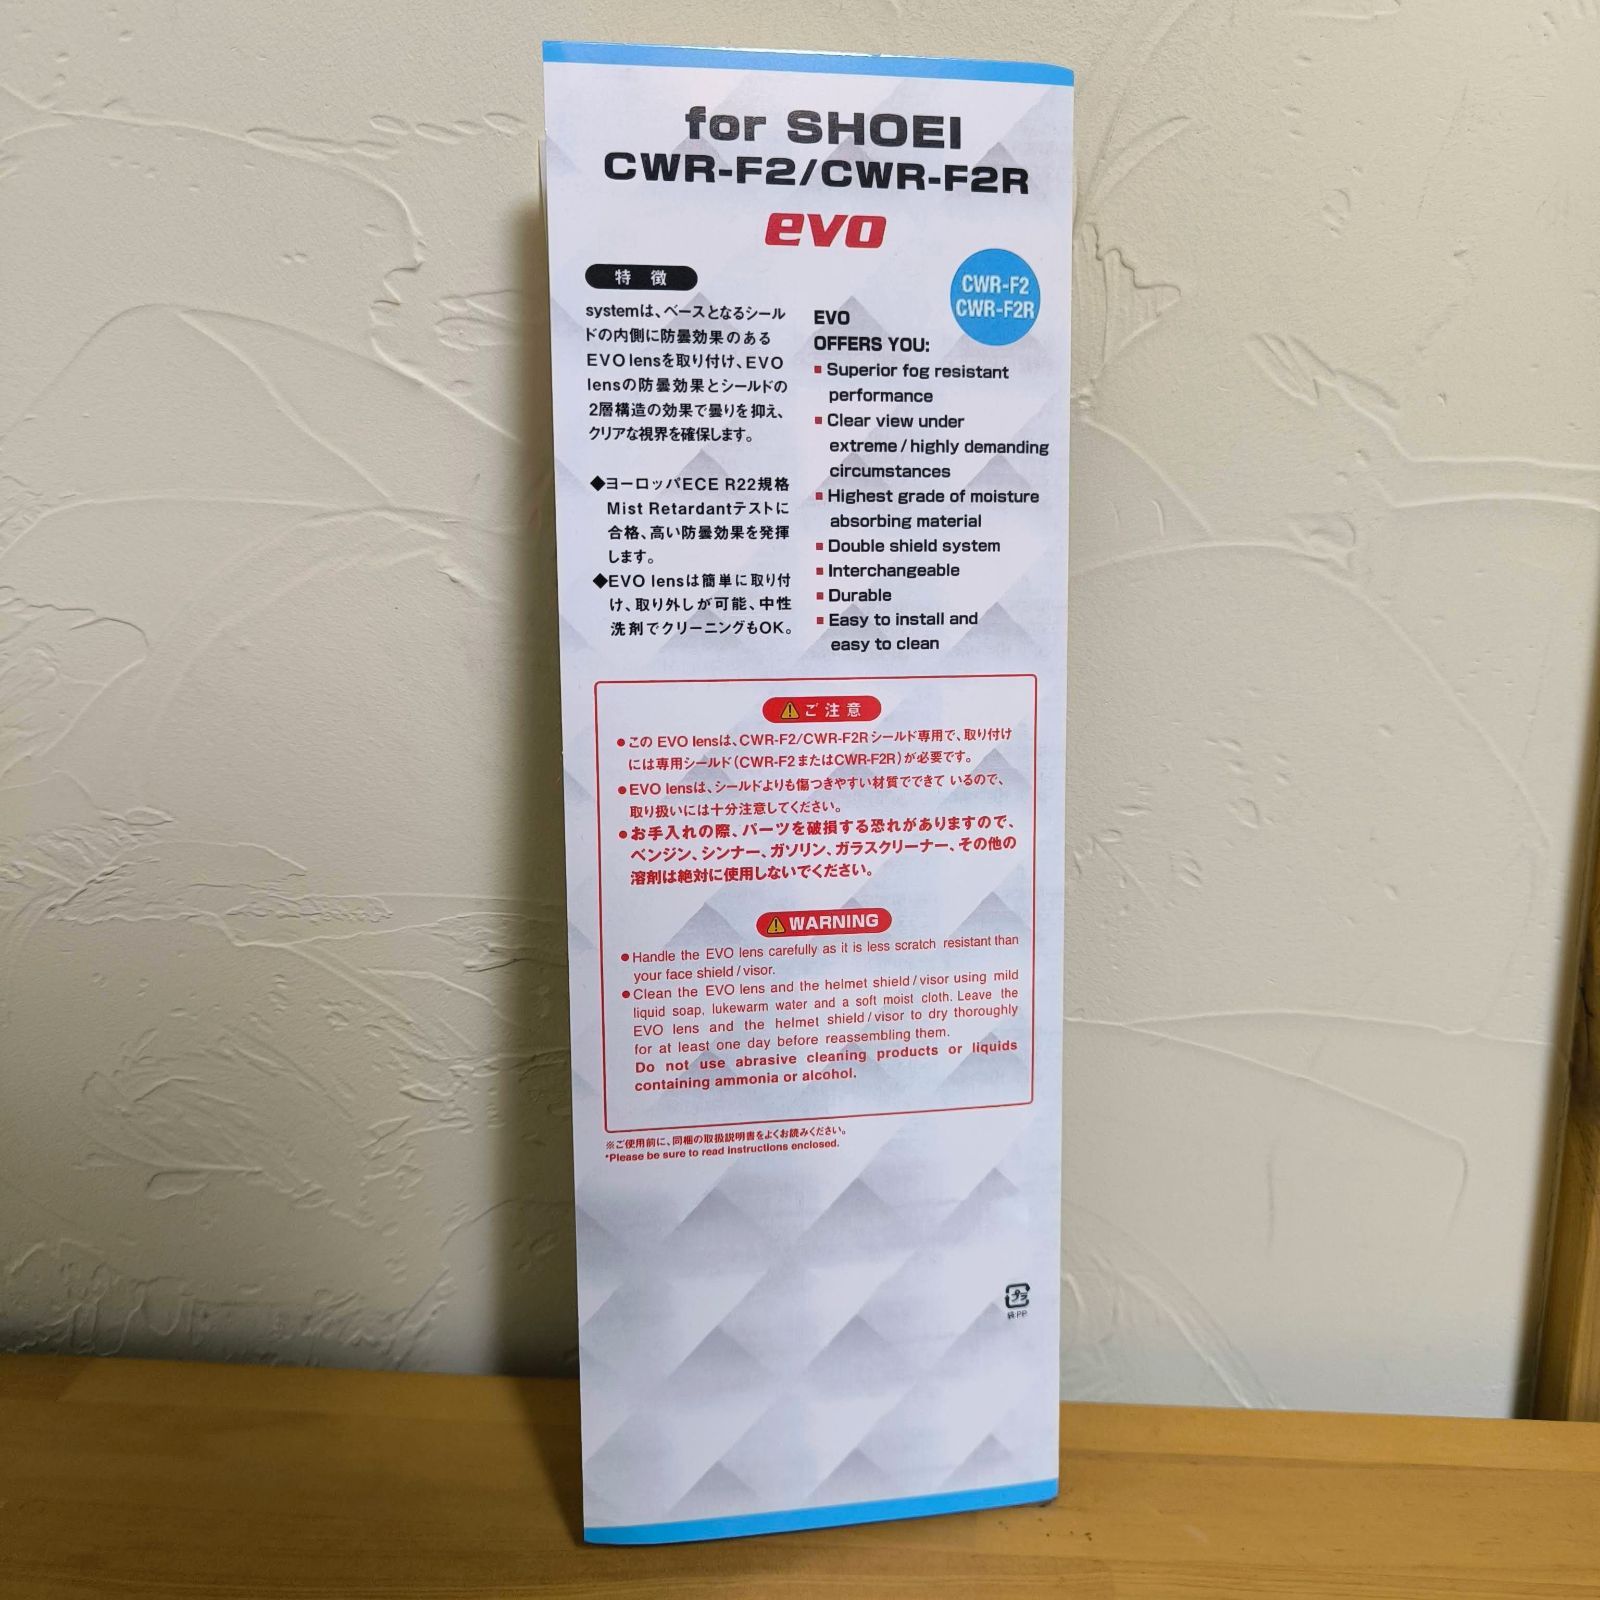 for SHOEI
CWR-F2/CWR-F2R
evo
特徴
systemは、ベースとなるシール
ドの内側に防曇効果のある
EVO lensを取り付け、EVO
lensの防曇効果とシールドの
2層構造の効果で曇りを抑え、
クリアな視界を確保します。
◆ヨーロッパECE R22規格
Mist Retardantテストに
合格、高い防曇効果を発揮
します。
◆EVO lensは簡単に取り付
け、取り外しが可能、中性
洗剤でクリーニングもOK。
CWR-F2
CWR-F2R
EVO
OFFERS YOU:
Superior fog resistant
performance
Clear view under
extreme / highly demanding
circumstances
Highest grade of moisture
absorbing material
Double shield system
Interchangeable
Durable
Easy to install and
easy to clean
ご注意
●この EVO lensは、CWR-F2/CWR-F2Rシールド専用で、取り付け
には専用シールド(CWR-F2またはCWR-F2R)が必要です。
●EVO lensは、シールドよりも傷つきやすい材質でできているので、
取り扱いには十分注意してください。
●お手入れの際、パーツを破損する恐れがありますので、
ベンジン、シンナー、ガソリン、ガラスクリーナー、その他の
溶剤は絶対に使用しないでください。
WARNING
●Handle the EVO lens carefully as it is less scratch resistant than
your face shield / visor.
●Clean the EVO lens and the helmet shield / visor using mild
liquid soap, lukewarm water and a soft moist cloth. Leave the
EVO lens and the helmet shield / visor to dry thoroughly
for at least one day before reassembling them.
Do not use abrasive cleaning products or liquids
containing ammonia or alcohol.
※ご使用前に、同梱の取扱説明書をよくお読みください。
*Please be sure to read instructions enclosed.
プラ
袋:PP